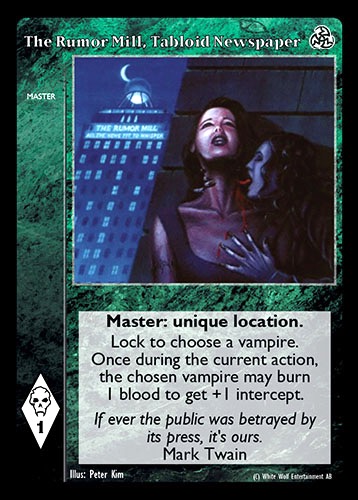 The Rumor Mill, Tabloid Newspaper
MASTER
THE RUMOR MILL
Master: unique location.
Lock to choose a vampire.
Once during the current action,
the chosen vampire may burn
1 blood to get +1 intercept.
If ever the public was betrayed by
its press, it's ours.
Mark Twain
1
Illus: Peter Kim
(C) White Wolf Entertainment AB